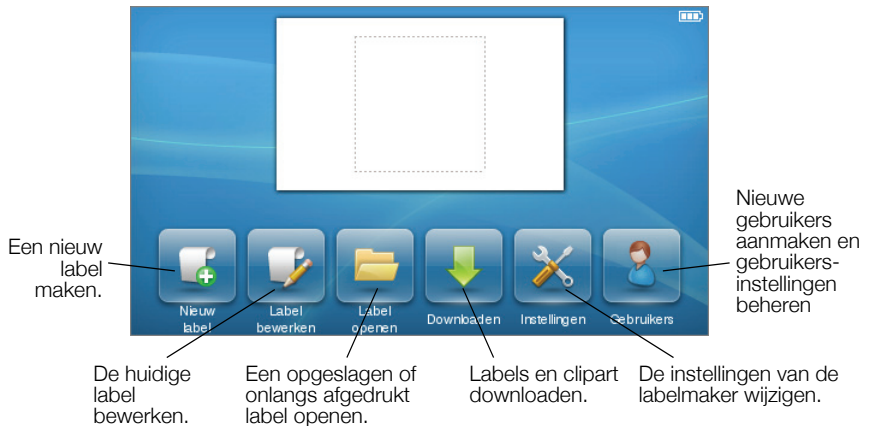 Nieuwe
gebruikers
aanmaken en
gebruikers-
instellingen
beheren
Een nieuw
label
maken.
Nieuw
label
Label
bewerken
Label
openen
Downloaden
Instellingen
Gebruikers
De huidige
label
bewerken.
Een opgeslagen of
onlangs afgedrukt
label openen.
Labels en clipart
downloaden.
De instellingen van de
labelmaker wijzigen.